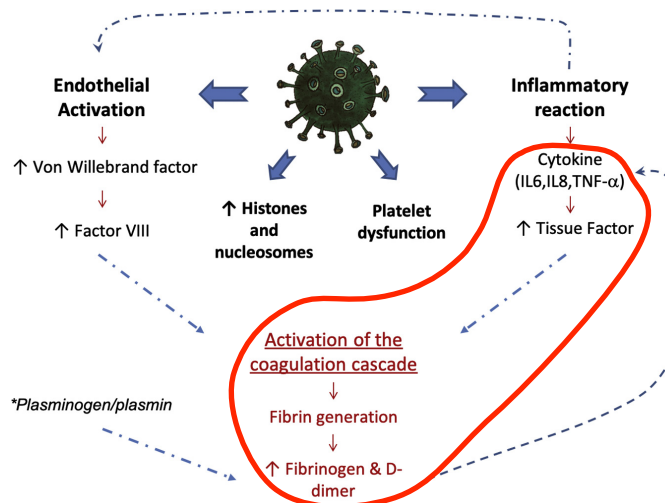 Endothelial
Activation
Inflammatory
reaction
↑ Von Willebrand factor
Cytokine
(IL6,IL8,TNF-α)
↑ Factor VIII
↑ Histones
and
nucleosomes
Platelet
dysfunction
↑ Tissue Factor
Activation of the
coagulation cascade
*Plasminogen/plasmin
Fibrin generation
↑ Fibrinogen & D-
dimer